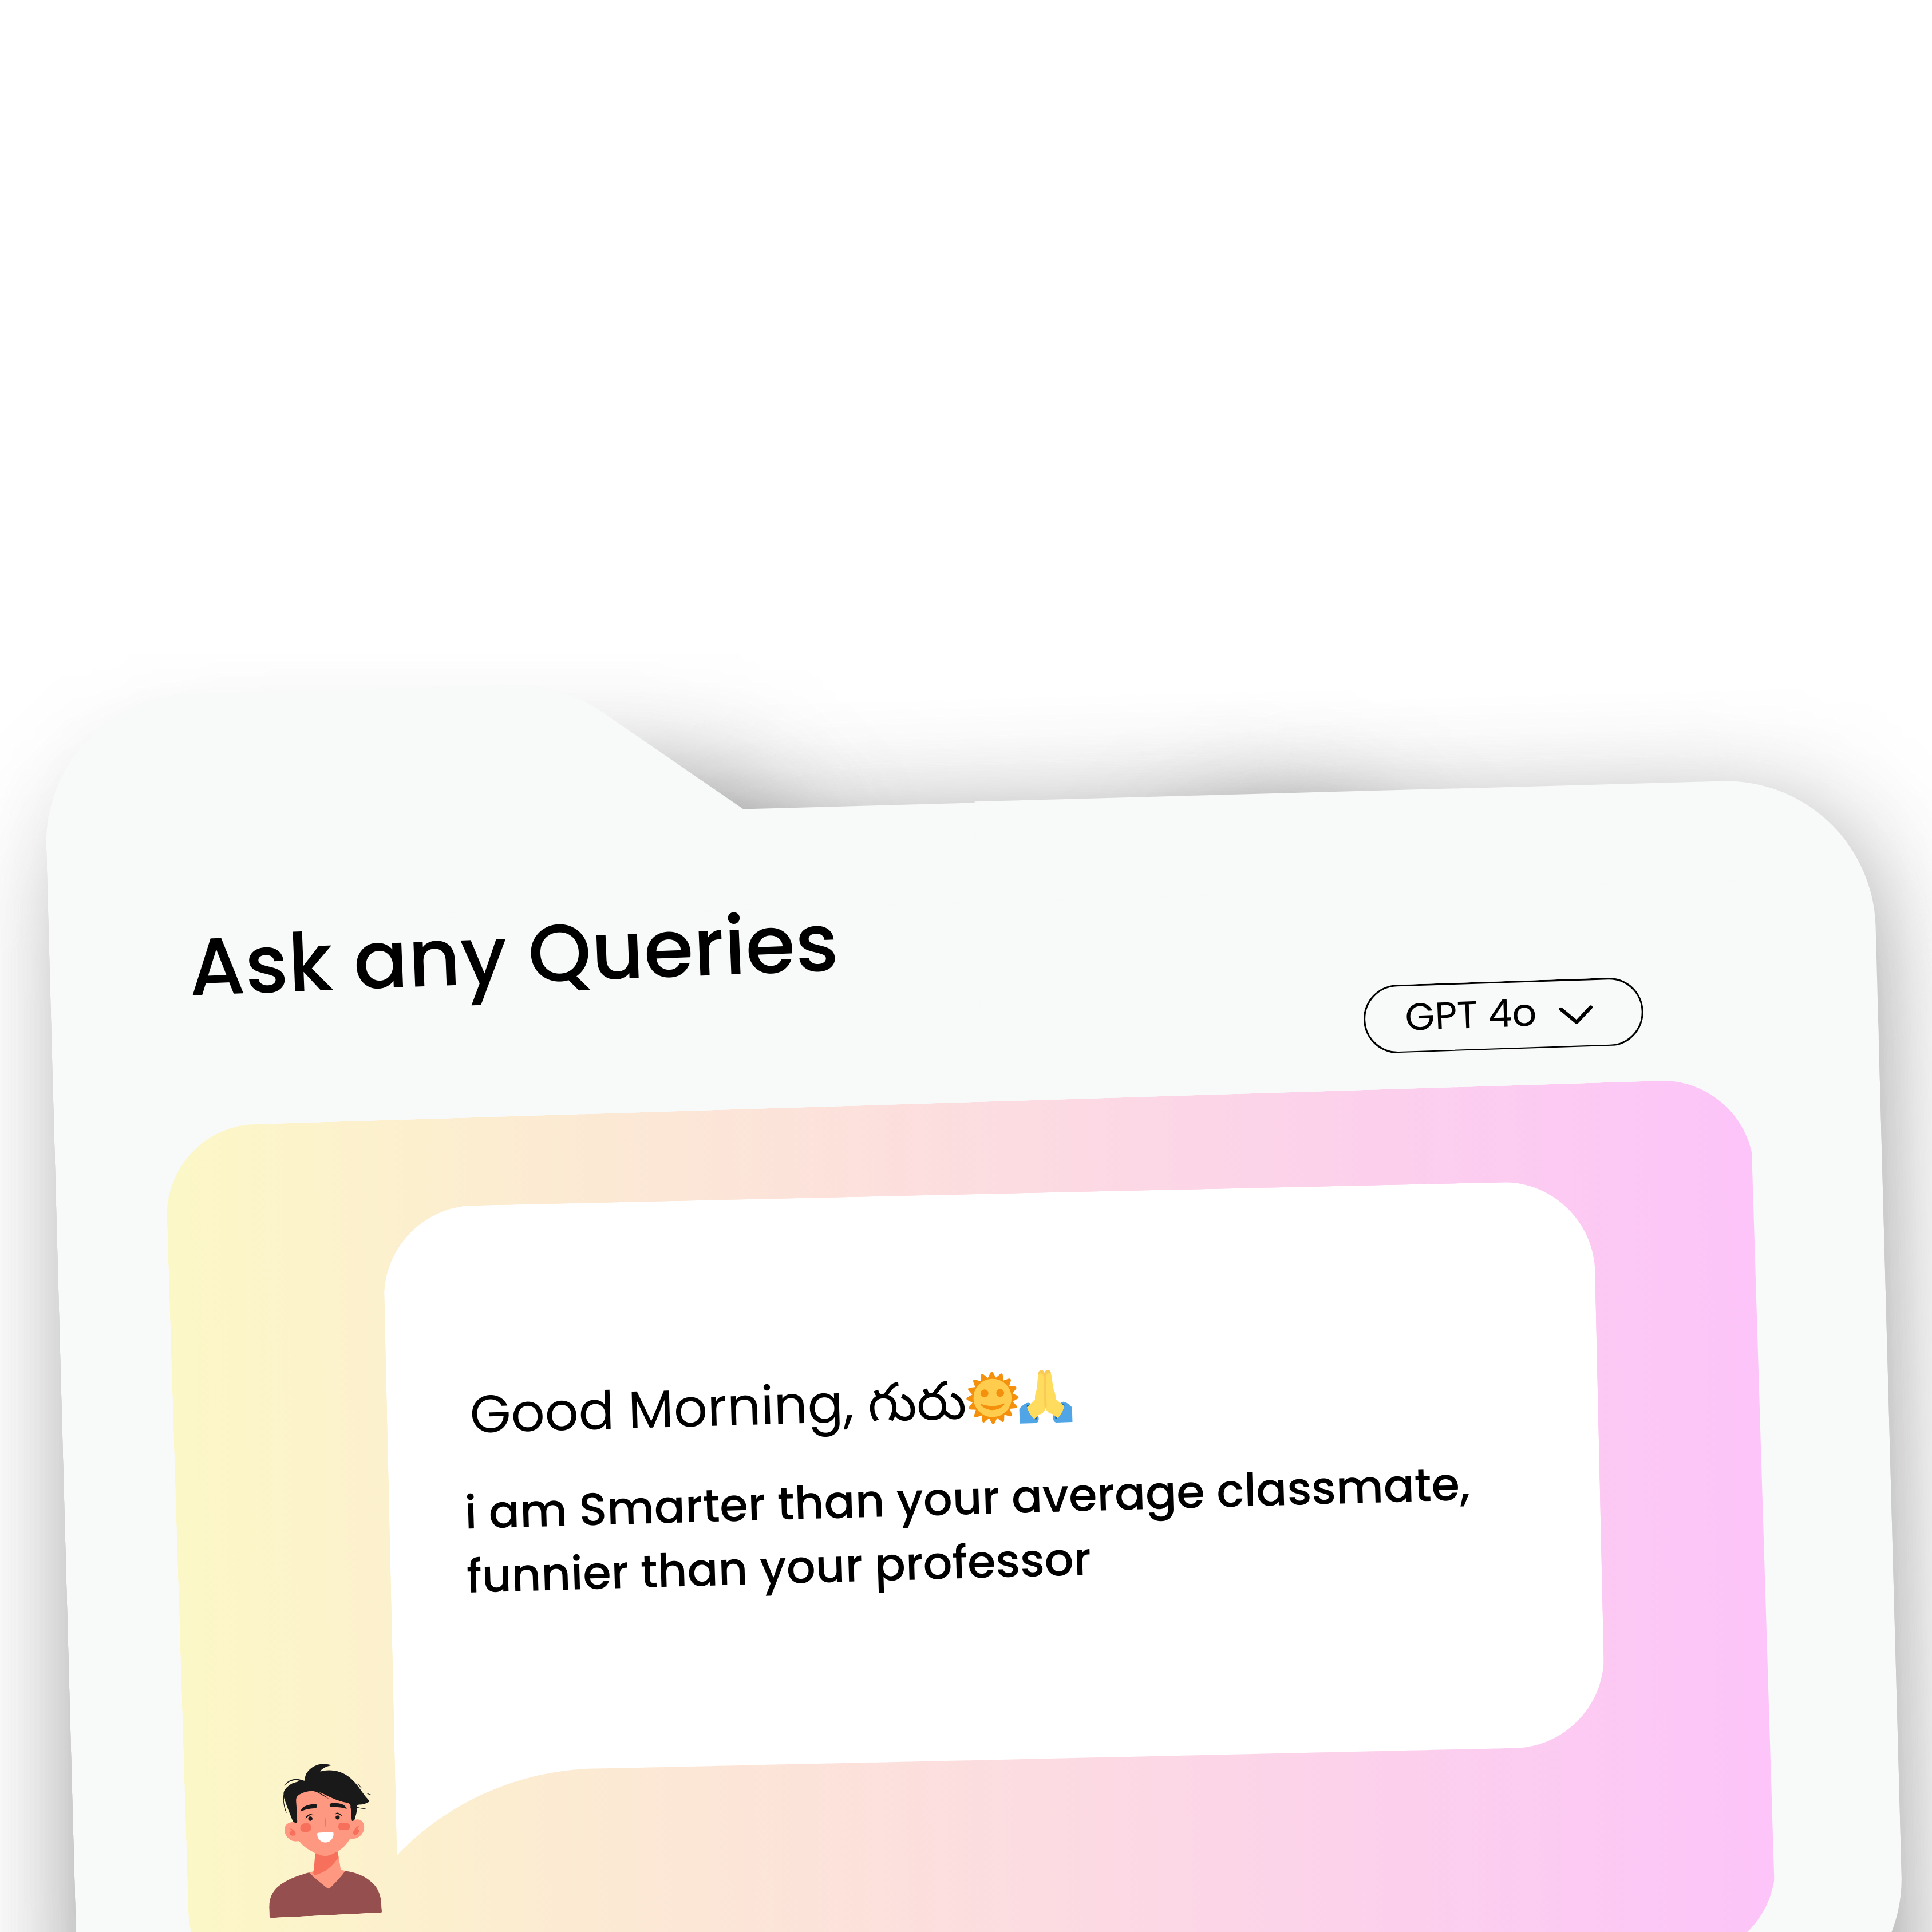 Ask any Queries
GPT 4o
Good Morning, గురు🌞🙏
i am Smarter than your average classmate,
funnier than your professor